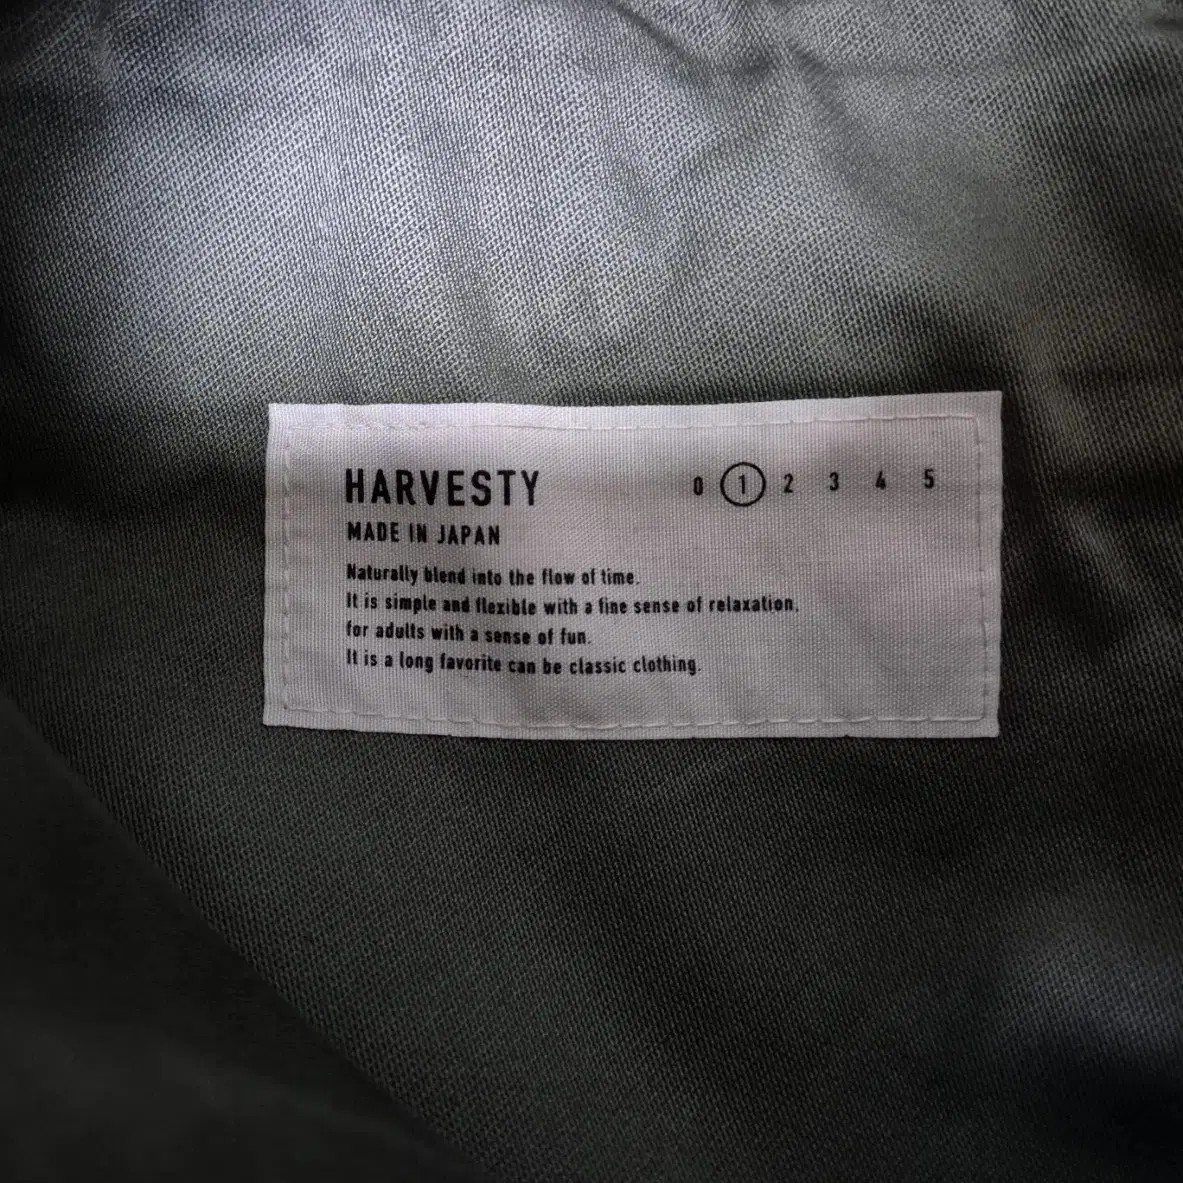 HARVESTY 0 1 2 3 4 5
MADE IN JAPAN
Naturally blend into the flow of time.
It is simple and flexible with a fine sense of relaxation.
for adults with a sense of fun.
It is a long favorite can be classic clothing.